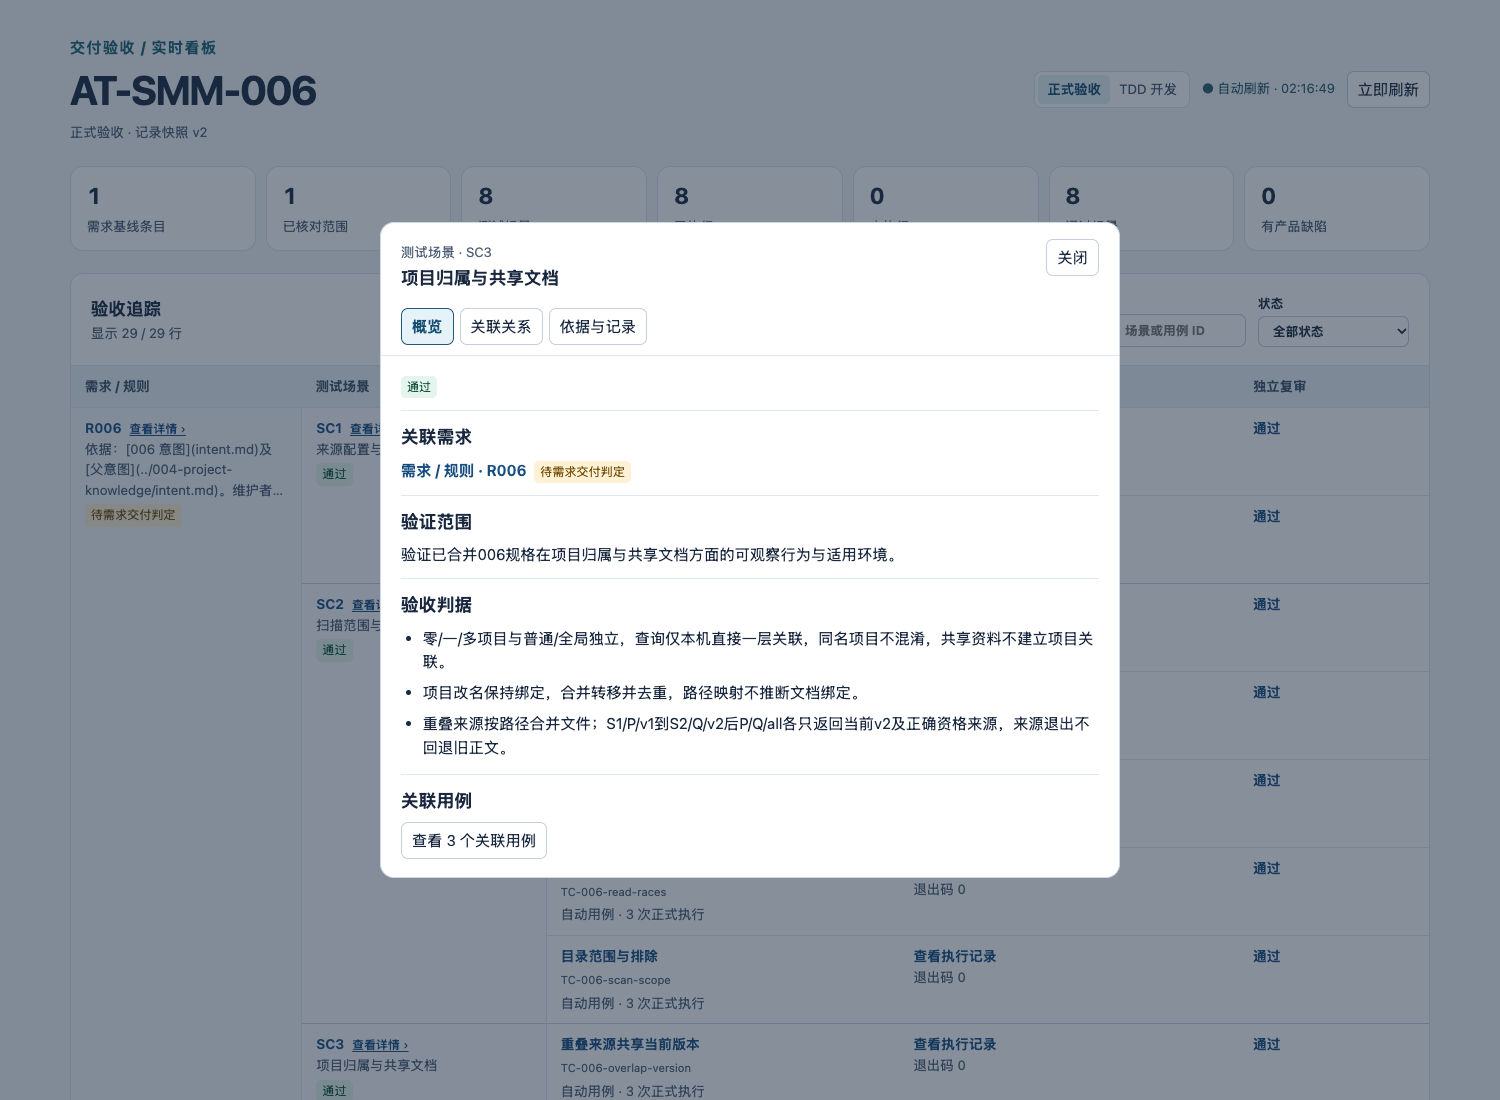 交付验收 / 实时看板
AT-SMM-006
正式验收 · 记录快照 v2
正式验收
TDD 开发
自动刷新 · 02:16:49
立即刷新
1
需求基线条目
1
已核对范围
8
8
0
8
0
有产品缺陷
验收追踪
显示 29 / 29 行
场景或用例 ID
状态
全部状态
需求 / 规则
测试场景
独立复审
R006 查看详情 ›
依据：[006 意图](intent.md)及
[父意图](../004-project-
knowledge/intent.md)。维护者...
待需求交付判定
SC1 查看
来源配置与
通过
通过
通过
SC2 查看
扫描范围与
通过
通过
通过
通过
通过
TC-006-read-races
自动用例 · 3 次正式执行
退出码 0
目录范围与排除
TC-006-scan-scope
自动用例 · 3 次正式执行
查看执行记录
退出码 0
通过
SC3 查看详情 ›
项目归属与共享文档
通过
重叠来源共享当前版本
TC-006-overlap-version
自动用例 · 3 次正式执行
查看执行记录
退出码 0
通过
测试场景 · SC3
项目归属与共享文档
关闭
概览
关联关系
依据与记录
通过
关联需求
需求 / 规则 · R006 待需求交付判定
验证范围
验证已合并006规格在项目归属与共享文档方面的可观察行为与适用环境。
验收判据
零/一/多项目与普通/全局独立，查询仅本机直接一层关联，同名项目不混淆，共享资料不建立项目关
联。
项目改名保持绑定，合并转移并去重，路径映射不推断文档绑定。
重叠来源按路径合并文件；S1/P/v1到S2/Q/v2后P/Q/all各只返回当前v2及正确资格来源，来源退出不
回退旧正文。
关联用例
查看 3 个关联用例